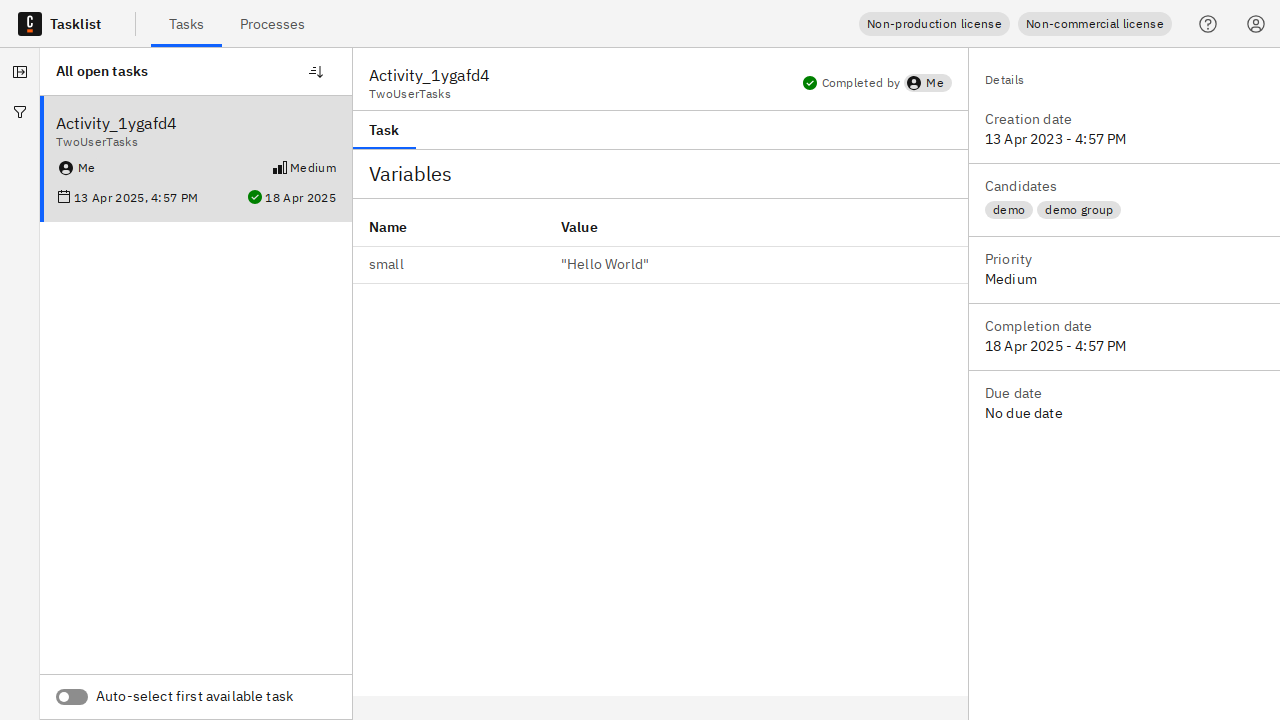 Tasklist
Tasks
Processes
Non-production license
Non-commercial license
All open tasks
Activity_1ygafd4
TwoUserTasks
Me
Medium
13 Apr 2025, 4:57 PM
18 Apr 2025
Auto-select first available task
Activity_1ygafd4
TwoUserTasks
Completed by
Me
Task
Variables
Name
Value
small
"Hello World"
Details
Creation date
13 Apr 2023 - 4:57 PM
Candidates
demo
demo group
Priority
Medium
Completion date
18 Apr 2025 - 4:57 PM
Due date
No due date